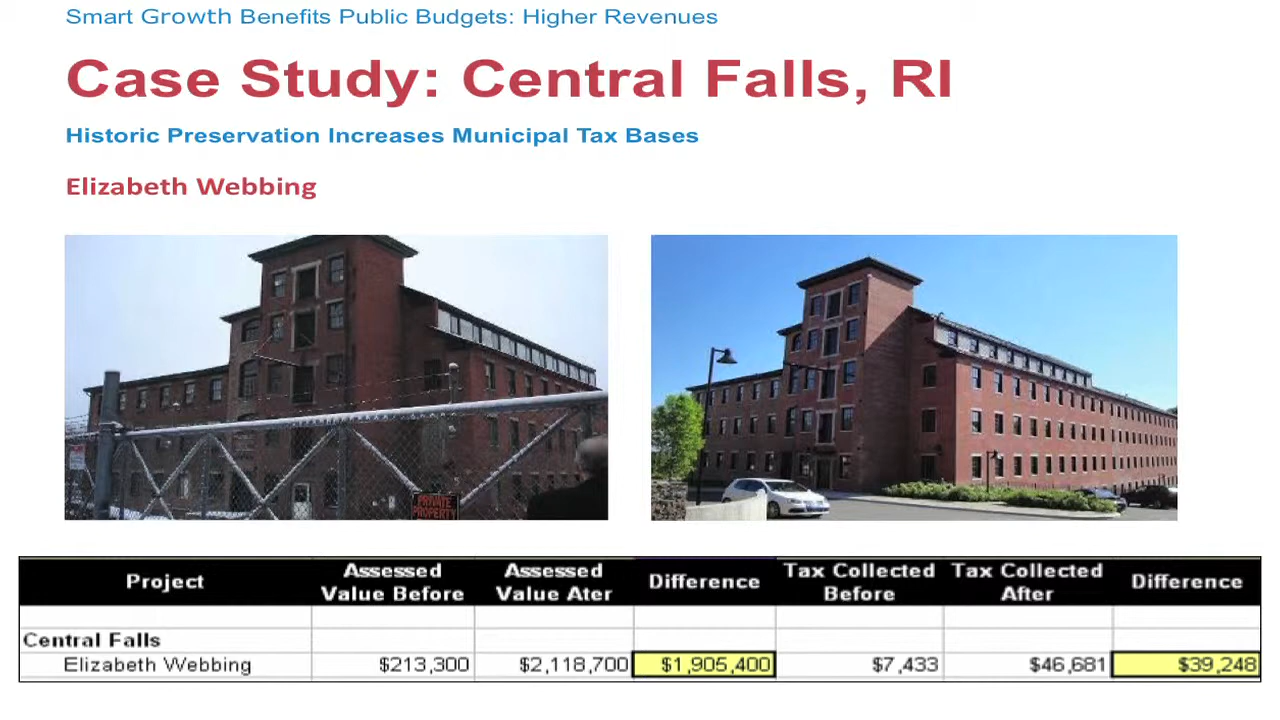 Smart Growth Benefits Public Budgets: Higher Revenues
Case Study: Central Falls, RI
Historic Preservation Increases Municipal Tax Bases
Elizabeth Webbing
PRIVATE
PROPERTY
Project Assessed Value Before Assessed Value Ater Difference Tax Collected Before Tax Collected After Difference
Central Falls
Elizabeth Webbing $213,300 $2,118,700 $1,905,400 $7,433 $46,681 $39,248